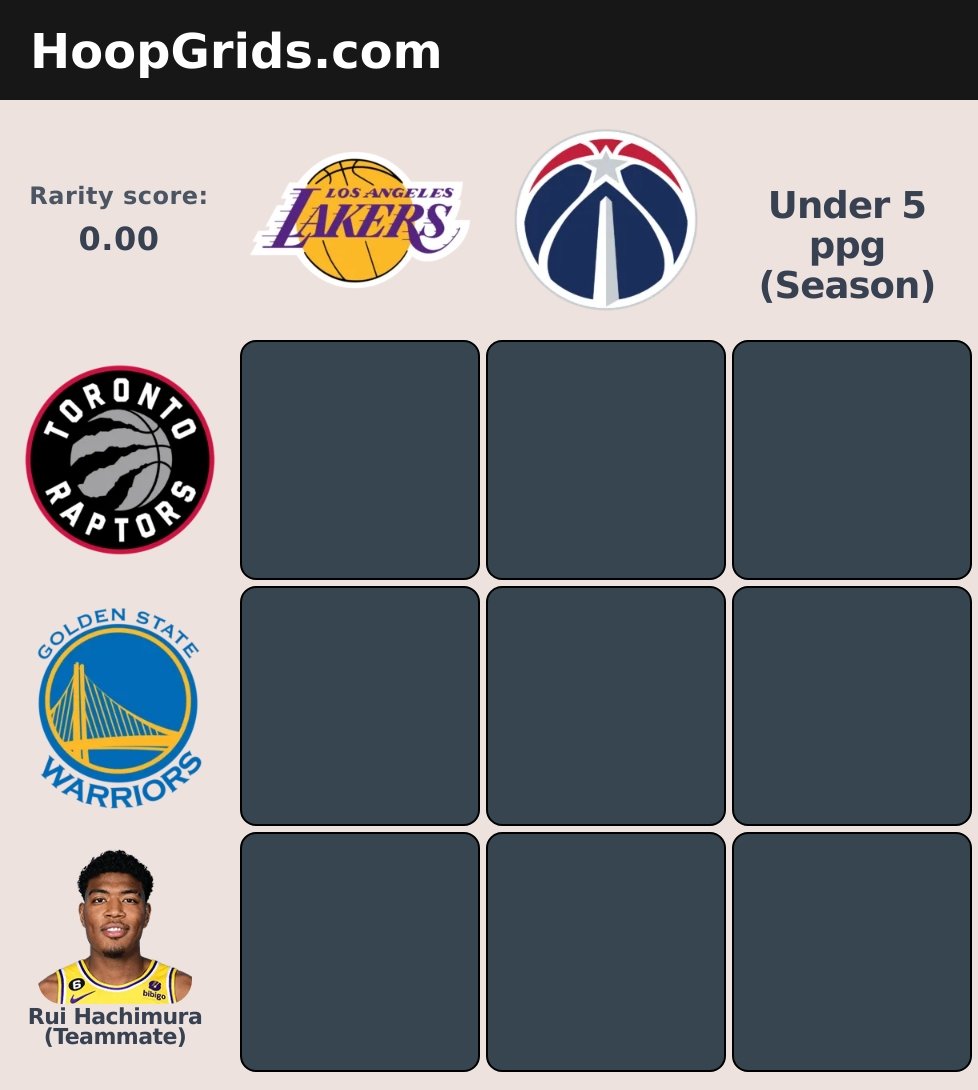 HoopGrids.com
Rarity score:
0.00
LOS ANGELES
LAKERS
Under 5
ppg
(Season)
TORONTO
RAPTORS
GOLDEN STATE
WARRIORS
6
bibigo
Rui Hachimura
(Teammate)